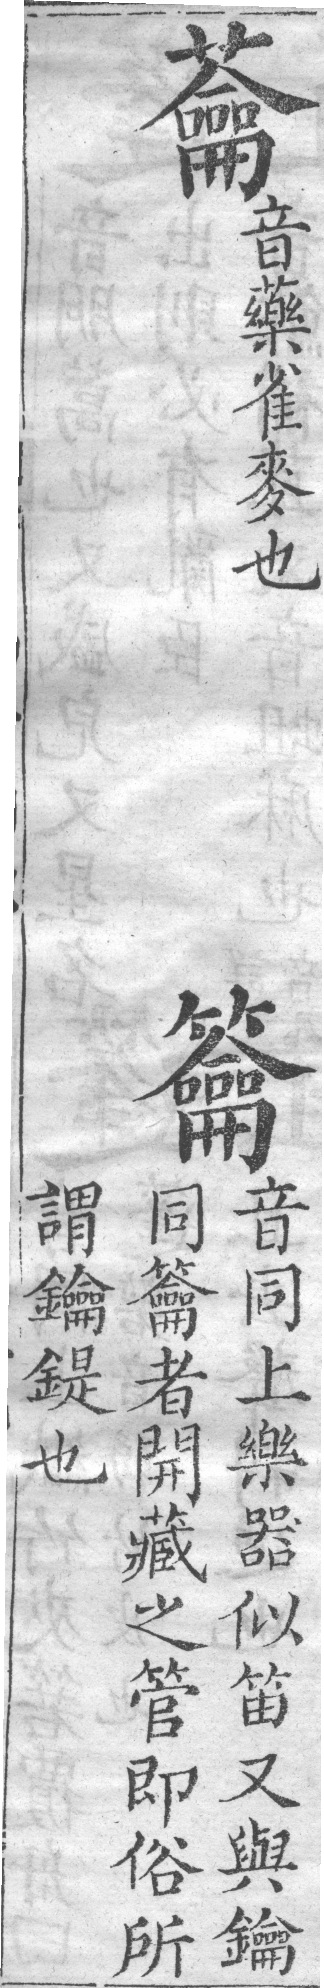 蘥
音藥雀麥也
籥
音同上樂器似笛又與鑰
同籥者開藏之管即俗所
謂鑰鍉也